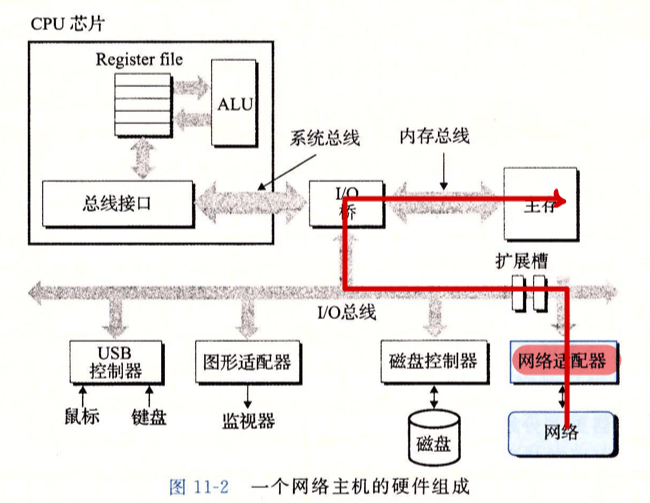 CPU 芯片
Register file
ALU
系统总线
内存总线
总线接口
I/O
桥
主存
扩展槽
I/O总线
USB
控制器
图形适配器
磁盘控制器
网络适配器
鼠标
键盘
监视器
磁盘
网络
图 11-2 一个网络主机的硬件组成